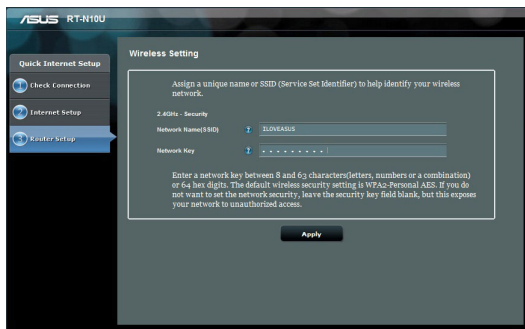 ASUS RT-N10U
Quick Internet Setup
1 Check Connection
2 Internet Setup
3 Router Setup
Wireless Setting
Assign a unique name or SSID (Service Set Identifier) to help identify your wireless
network.
2.4GHz - Security
Network Name(SSID) ? ILOVEASUS
Network Key ? • • • • • • • • •
Enter a network key between 8 and 63 characters(letters, numbers or a combination)
or 64 hex digits. The default wireless security setting is WPA2-Personal AES. If you do
not want to set the network security, leave the security key field blank, but this exposes
your network to unauthorized access.
Apply